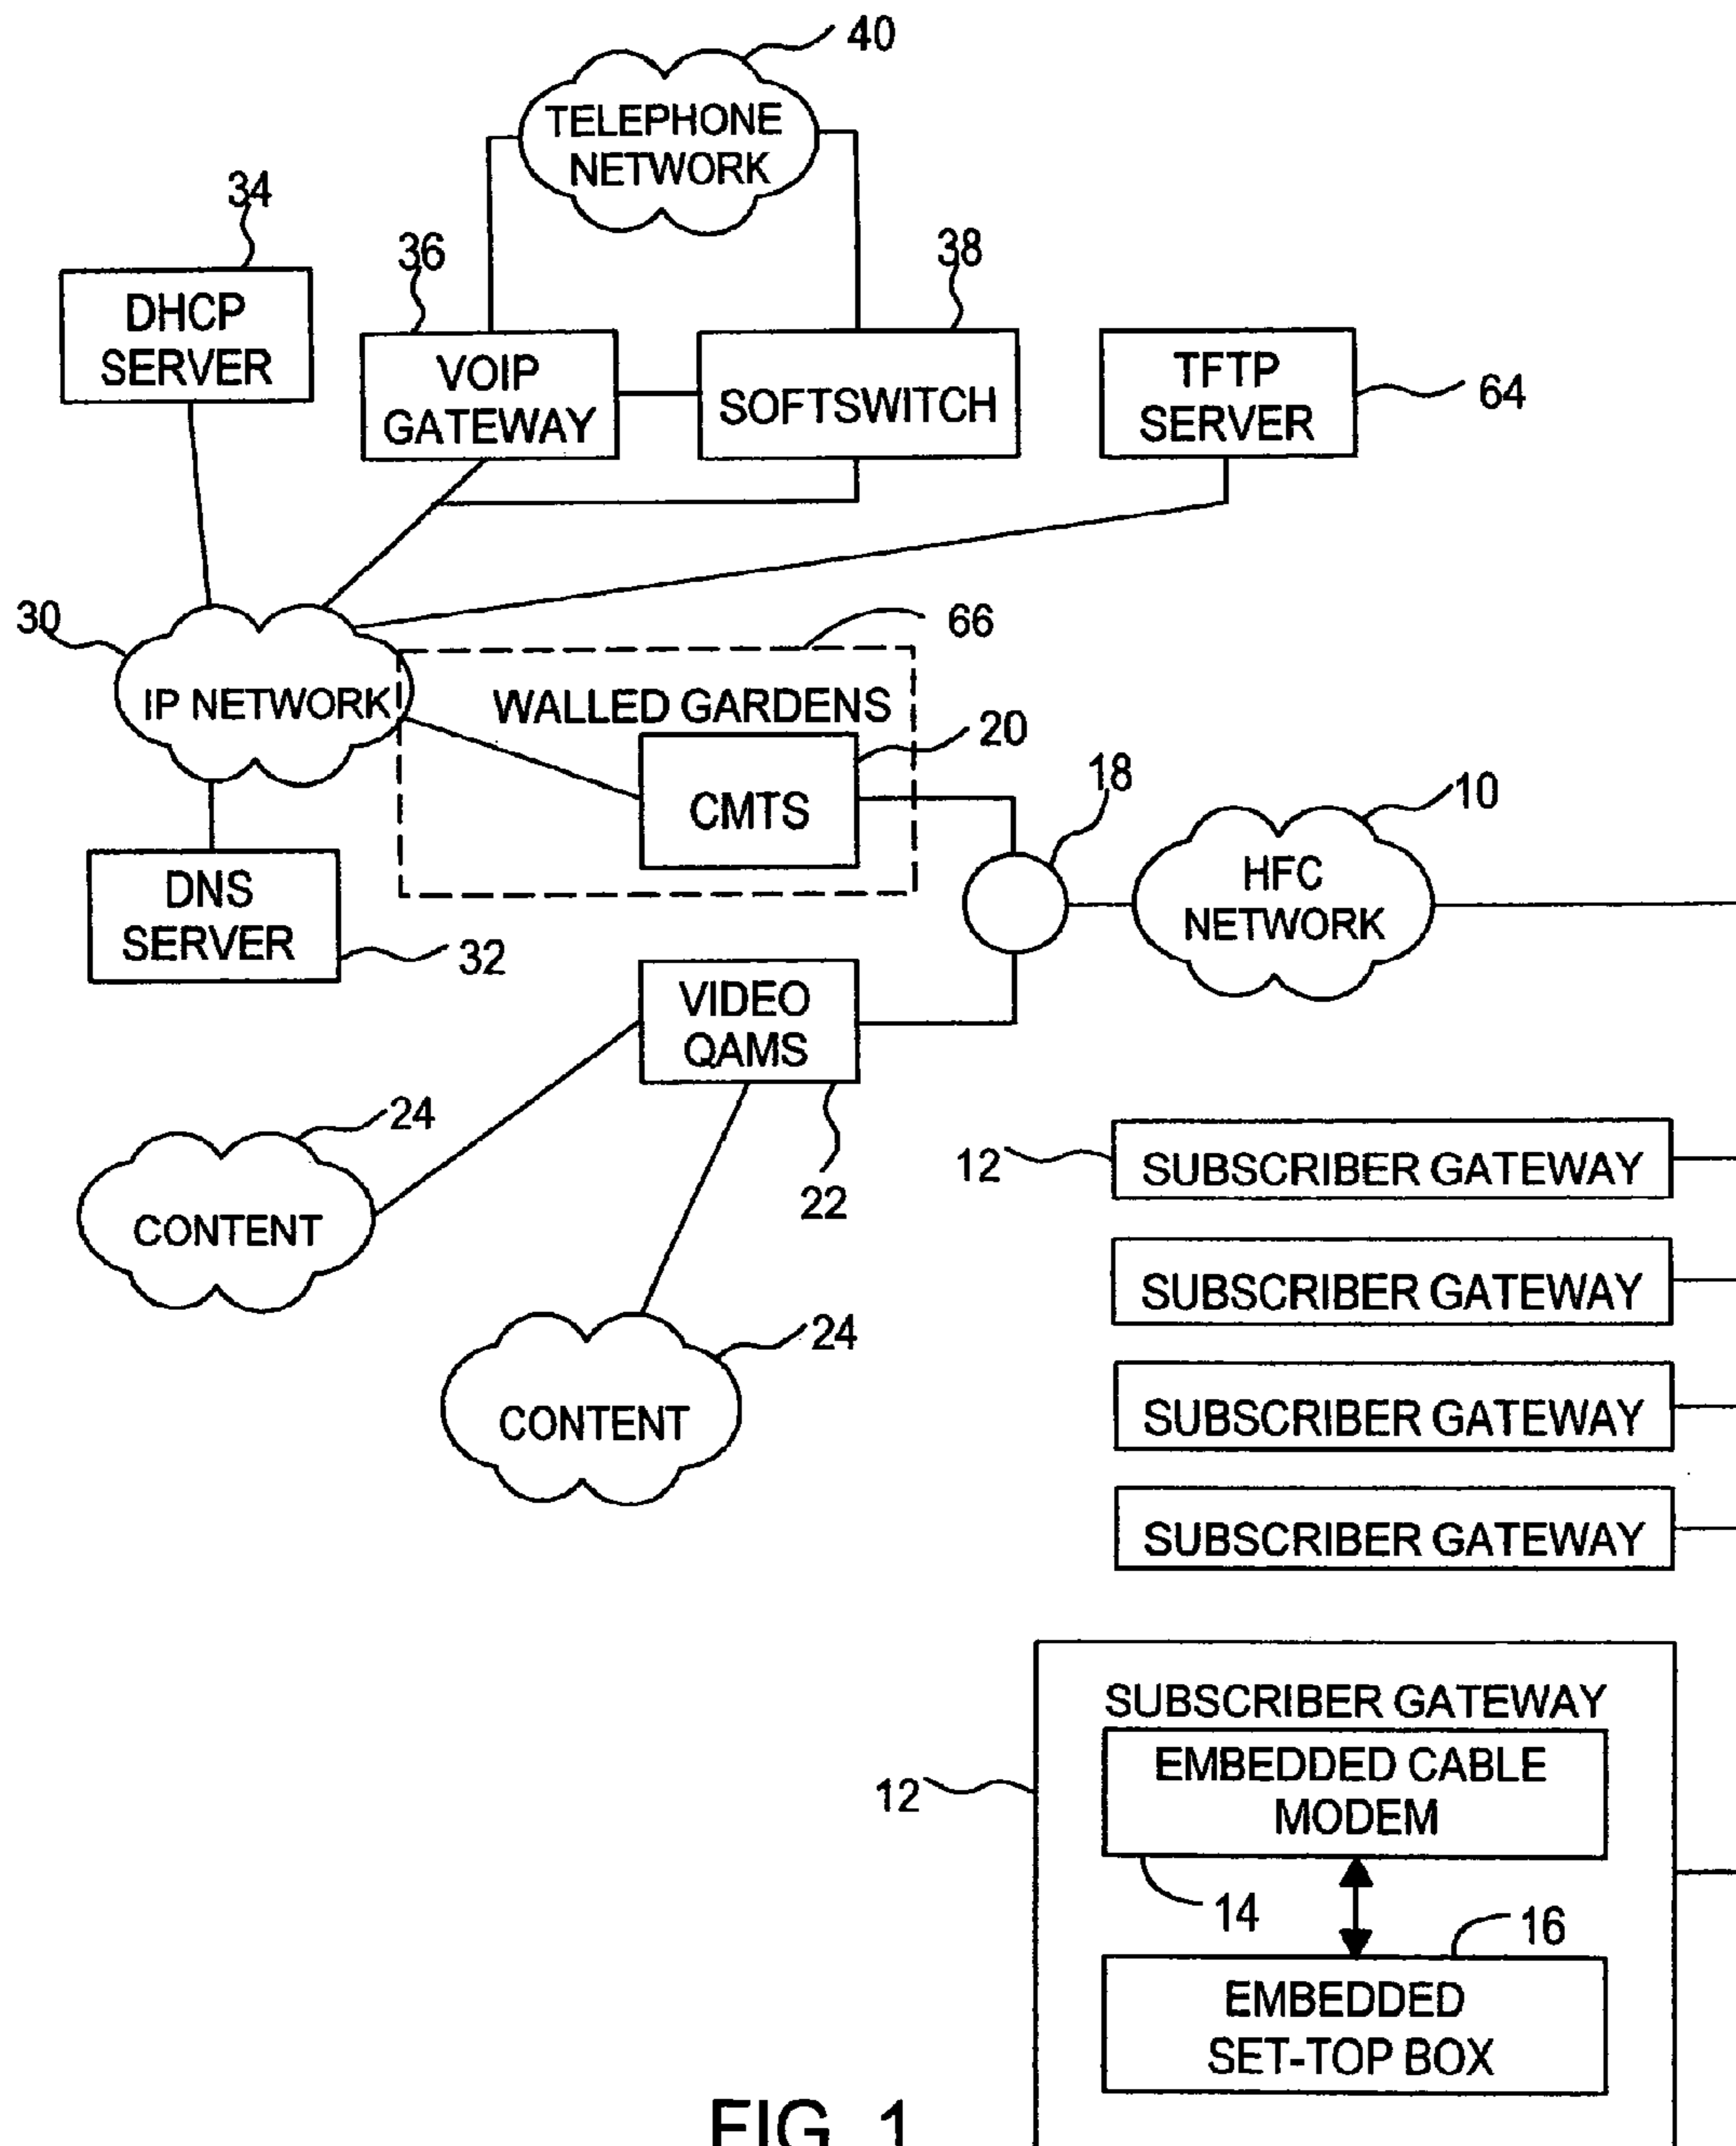 40
TELEPHONE
NETWORK
34
36
38
DHCP
SERVER
VOIP
GATEWAY
SOFTSWITCH
TFTP
SERVER
64
30
66
IP NETWORK
WALLED GARDENS
20
CMTS
18
10
HFC
NETWORK
DNS
SERVER
32
VIDEO
QAMS
24
22
CONTENT
12
SUBSCRIBER GATEWAY
SUBSCRIBER GATEWAY
24
CONTENT
SUBSCRIBER GATEWAY
SUBSCRIBER GATEWAY
SUBSCRIBER GATEWAY
12
EMBEDDED CABLE
MODEM
14
16
EMBEDDED
SET-TOP BOX
FIG. 1